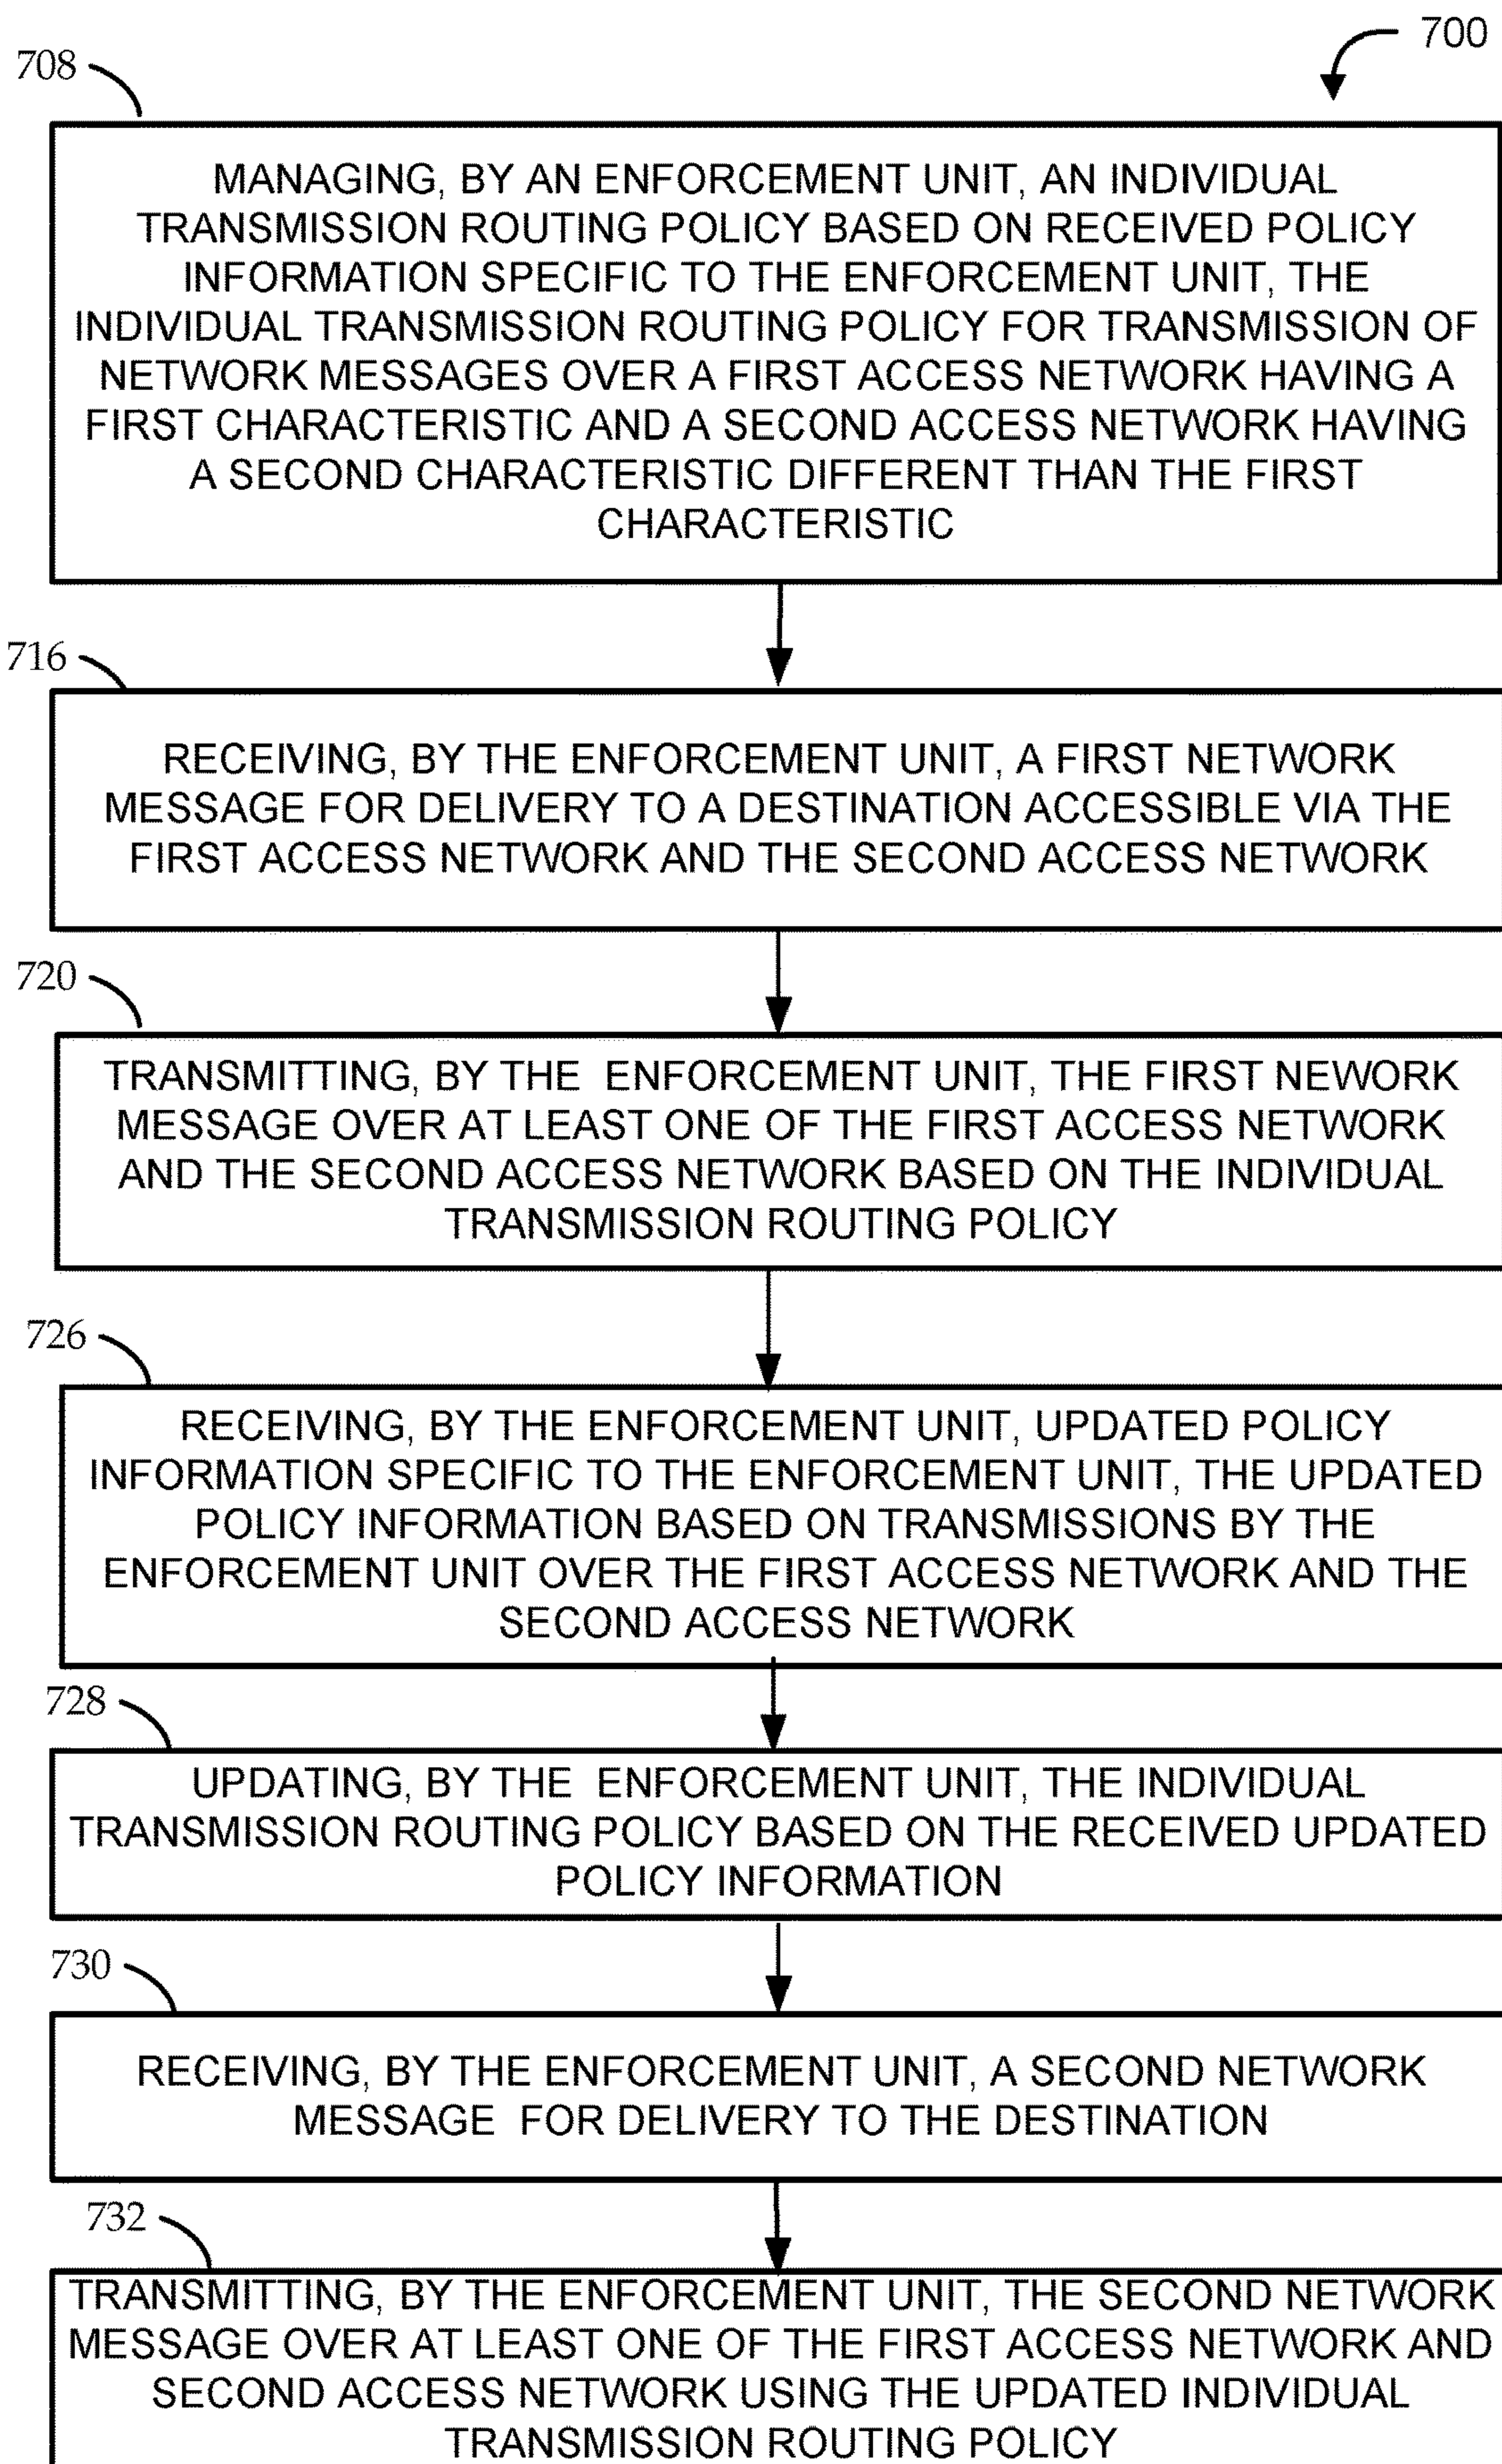 700
708
MANAGING, BY AN ENFORCEMENT UNIT, AN INDIVIDUAL
TRANSMISSION ROUTING POLICY BASED ON RECEIVED POLICY
INFORMATION SPECIFIC TO THE ENFORCEMENT UNIT, THE
INDIVIDUAL TRANSMISSION ROUTING POLICY FOR TRANSMISSION OF
NETWORK MESSAGES OVER A FIRST ACCESS NETWORK HAVING A
FIRST CHARACTERISTIC AND A SECOND ACCESS NETWORK HAVING
A SECOND CHARACTERISTIC DIFFERENT THAN THE FIRST
CHARACTERISTIC
716
RECEIVING, BY THE ENFORCEMENT UNIT, A FIRST NETWORK
MESSAGE FOR DELIVERY TO A DESTINATION ACCESSIBLE VIA THE
FIRST ACCESS NETWORK AND THE SECOND ACCESS NETWORK
720
TRANSMITTING, BY THE ENFORCEMENT UNIT, THE FIRST NEWORK
MESSAGE OVER AT LEAST ONE OF THE FIRST ACCESS NETWORK
AND THE SECOND ACCESS NETWORK BASED ON THE INDIVIDUAL
TRANSMISSION ROUTING POLICY
726
RECEIVING, BY THE ENFORCEMENT UNIT, UPDATED POLICY
INFORMATION SPECIFIC TO THE ENFORCEMENT UNIT, THE UPDATED
POLICY INFORMATION BASED ON TRANSMISSIONS BY THE
ENFORCEMENT UNIT OVER THE FIRST ACCESS NETWORK AND THE
SECOND ACCESS NETWORK
728
UPDATING, BY THE ENFORCEMENT UNIT, THE INDIVIDUAL
TRANSMISSION ROUTING POLICY BASED ON THE RECEIVED UPDATED
POLICY INFORMATION
730
RECEIVING, BY THE ENFORCEMENT UNIT, A SECOND NETWORK
MESSAGE FOR DELIVERY TO THE DESTINATION
732
TRANSMITTING, BY THE ENFORCEMENT UNIT, THE SECOND NETWORK
MESSAGE OVER AT LEAST ONE OF THE FIRST ACCESS NETWORK AND
SECOND ACCESS NETWORK USING THE UPDATED INDIVIDUAL
TRANSMISSION ROUTING POLICY